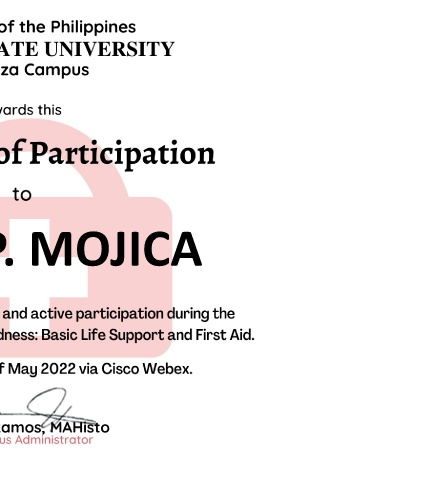 of the Philippines
ATE UNIVERSITY
za Campus
wards this
of Participation
to
P. MOJICA
and active participation during the
dness: Basic Life Support and First Aid.
f May 2022 via Cisco Webex.
amos, MAHisto
us Administrator